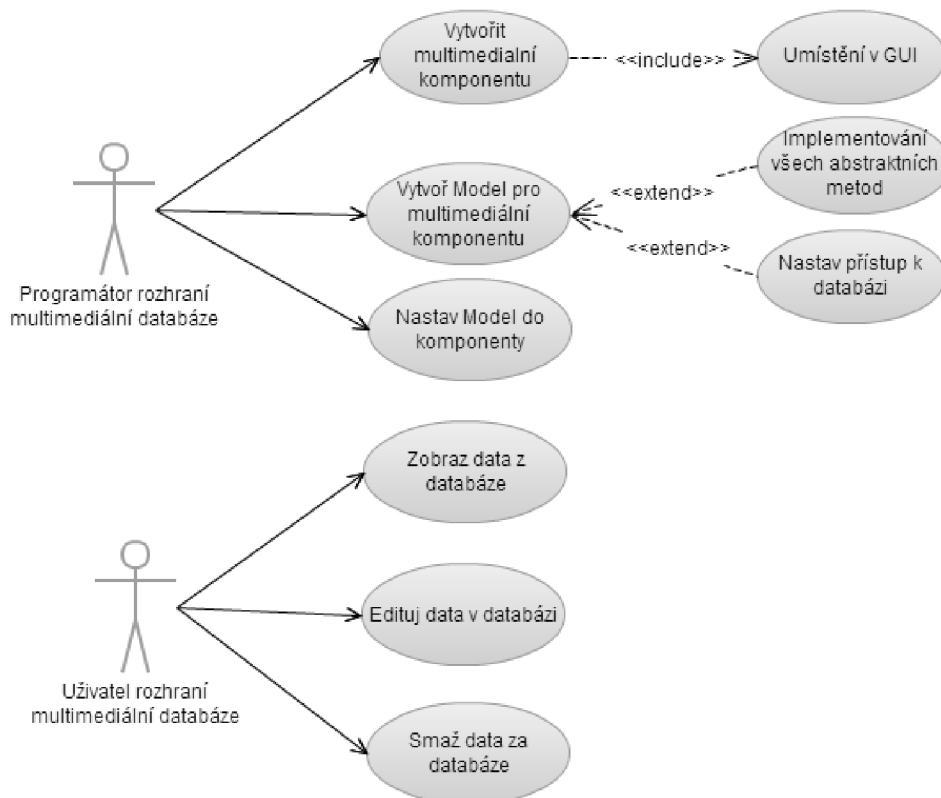 Vytvořit
multimedialní
komponentu
<<include>>
Umístění v GUI
Implementování
všech abstraktních
metod
<<extend>>
Vytvoř Model pro
multimediální
komponentu
<<extend>>
Nastav přístup k
databázi
Programátor rozhraní
multimediální databáze
Nastav Model do
komponenty
Zobraz data z
databáze
Edituj data v databázi
Uživatel rozhraní
multimediální databáze
Smaž data za
databáze